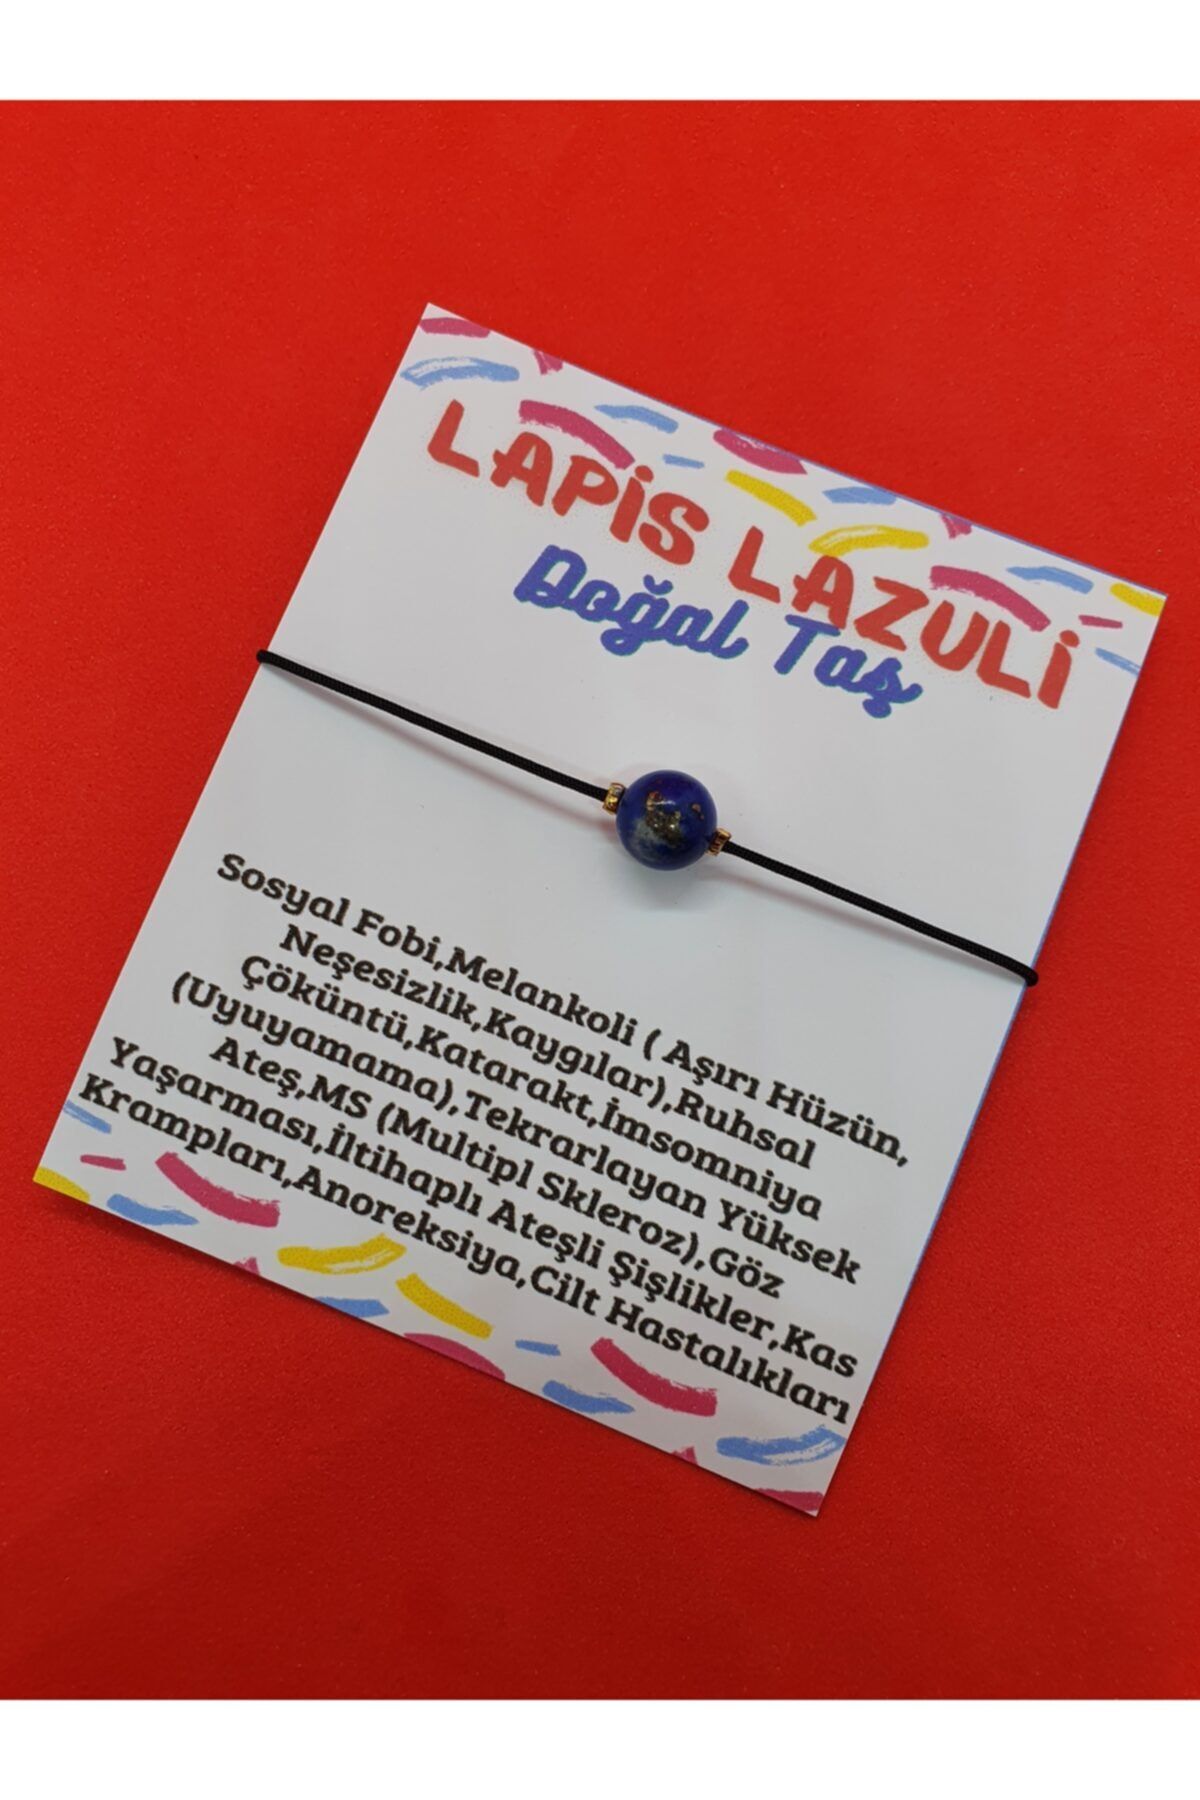 LAPİS LAZULİ
Doğal Taş
Sosyal Fobi,Melankoli ( Aşırı Hüzün,
Neşesizlik,Kaygılar),Ruhsal
Çöküntü,Katarakt,İmsomniya
(Uyuyamama),Tekrarlayan Yüksek
Ateş,MS (Multipl Skleroz),Göz
Yaşarması,İltihaplı Ateşli Şişlikler,Kas
Krampları,Anoreksiya,Cilt Hastalıkları